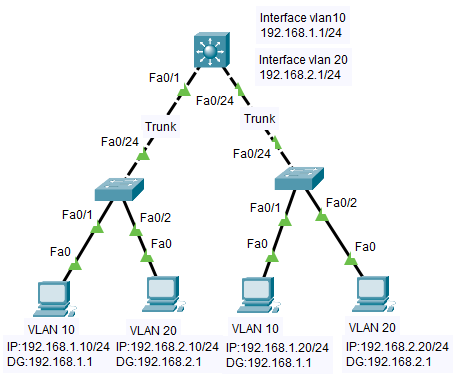 Interface vlan10
192.168.1.1/24
Interface vlan 20
192.168.2.1/24
Fa0/1
Fa0/24
Trunk
Trunk
Fa0/24
Fa0/24
Fa0/1
Fa0/2
Fa0/1
Fa0/2
Fa0
Fa0
Fa0
Fa0
VLAN 10
IP:192.168.1.10/24
DG:192.168.1.1
VLAN 20
IP:192.168.2.10/24
DG:192.168.2.1
VLAN 10
IP:192.168.1.20/24
DG:192.168.1.1
VLAN 20
IP:192.168.2.20/24
DG:192.168.2.1